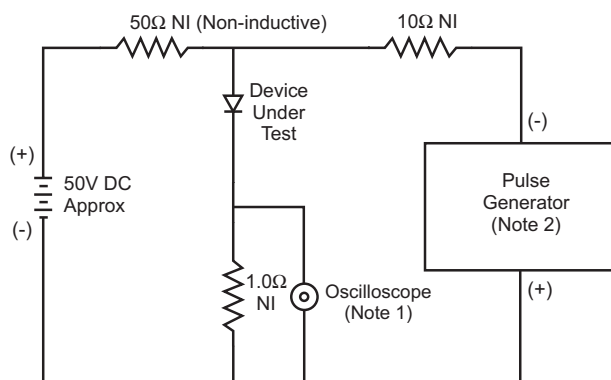 50Ω NI (Non-inductive)
10Ω NI
Device
Under
Test
(+)
50V DC
Approx
(-)
(-)
Pulse
Generator
(Note 2)
(+)
1.0Ω
NI
Oscilloscope
(Note 1)